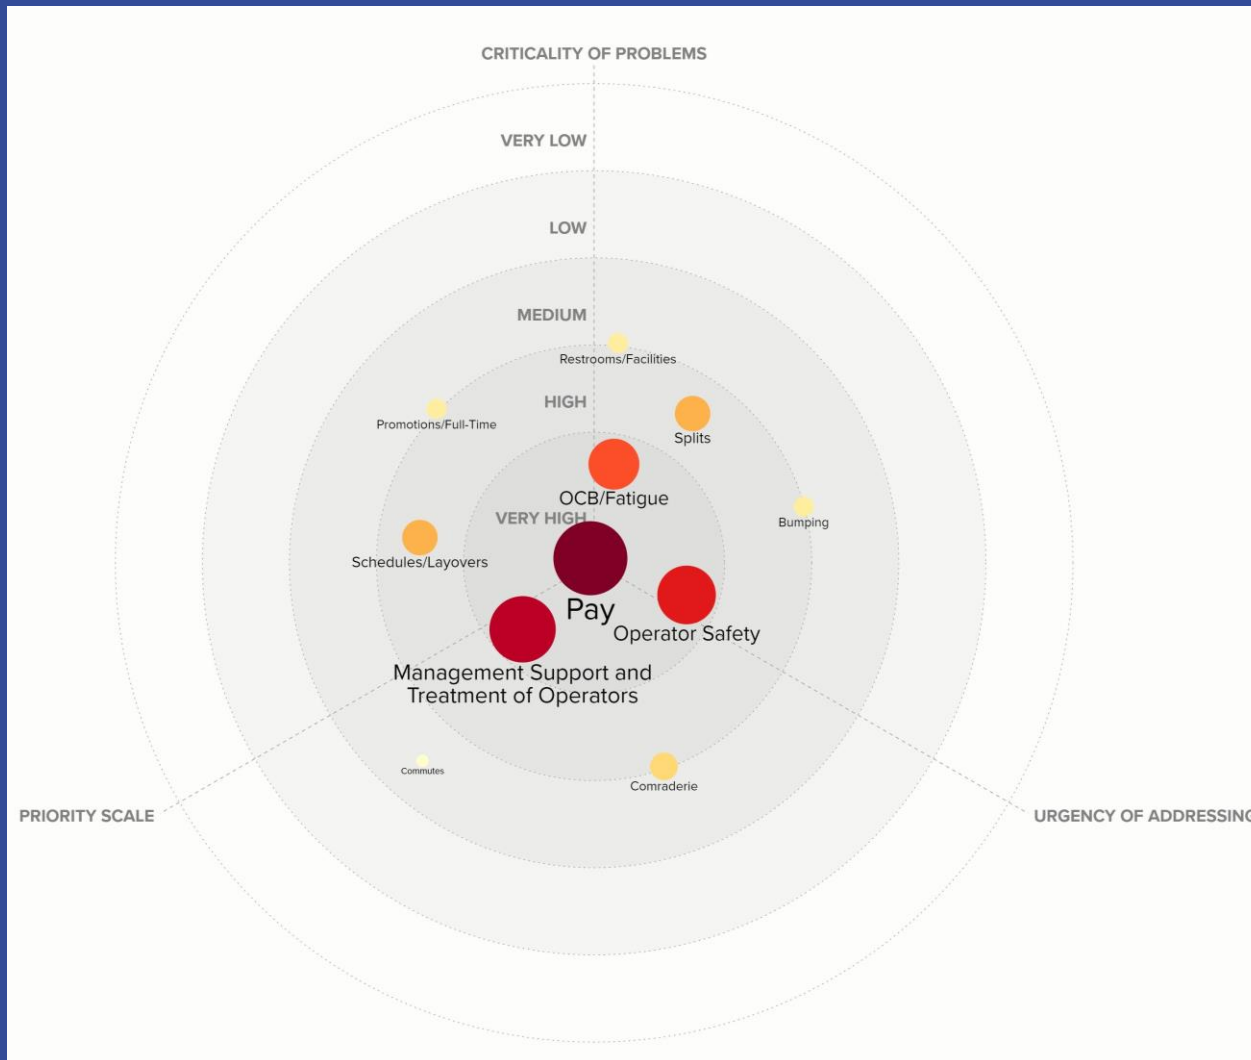 CRITICALITY OF PROBLEMS
VERY LOW
LOW
MEDIUM
Restrooms/Facilities
HIGH
Promotions/Full-Time
Splits
OCB/Fatigue
VERY HIGH
Bumping
Schedules/Layovers
Pay
Operator Safety
Management Support and
Treatment of Operators
Commutes
Comraderie
PRIORITY SCALE
URGENCY OF ADDRESSING